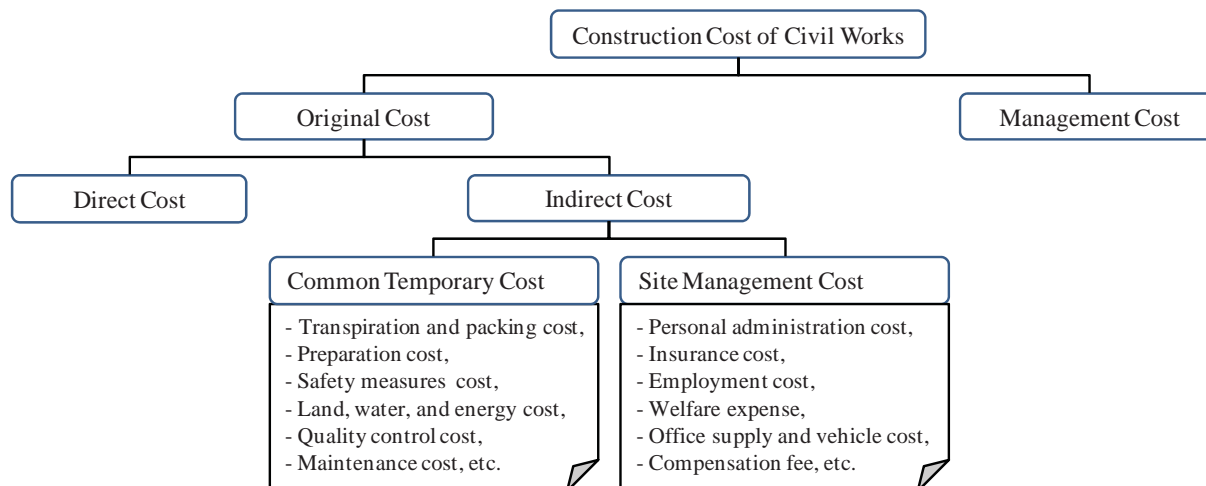 Construction Cost of Civil Works
Original Cost
Management Cost
Direct Cost
Indirect Cost
Common Temporary Cost
- Transpiration and packing cost,
- Preparation cost,
- Safety measures cost,
- Land, water, and energy cost,
- Quality control cost,
- Maintenance cost, etc.
Site Management Cost
- Personal administration cost,
- Insurance cost,
- Employment cost,
- Welfare expense,
- Office supply and vehicle cost,
- Compensation fee, etc.